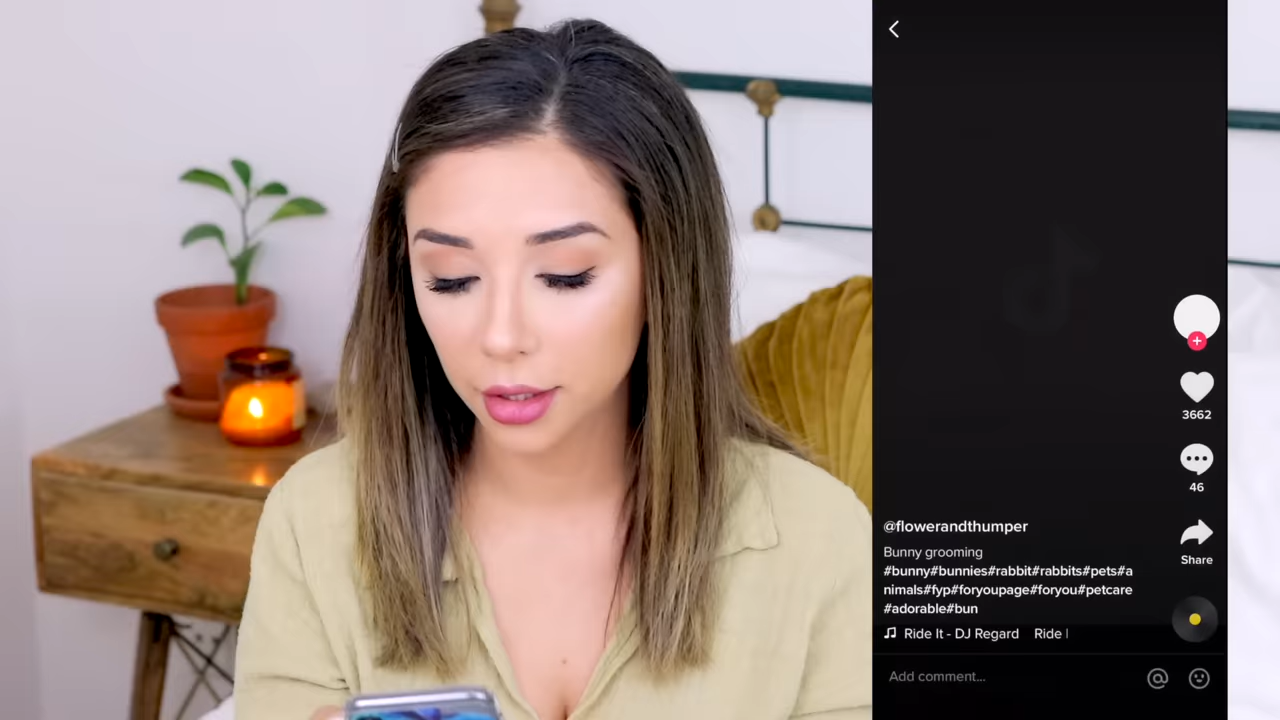 3662
46
@flowerandthumper
Share
Bunny grooming
#bunny#bunnies#rabbit#rabbits#pets#a
nimals#fyp#foryoupage#foryou#petcare
#adorable#bun
Ride It - DJ Regard Ride
Add comment...